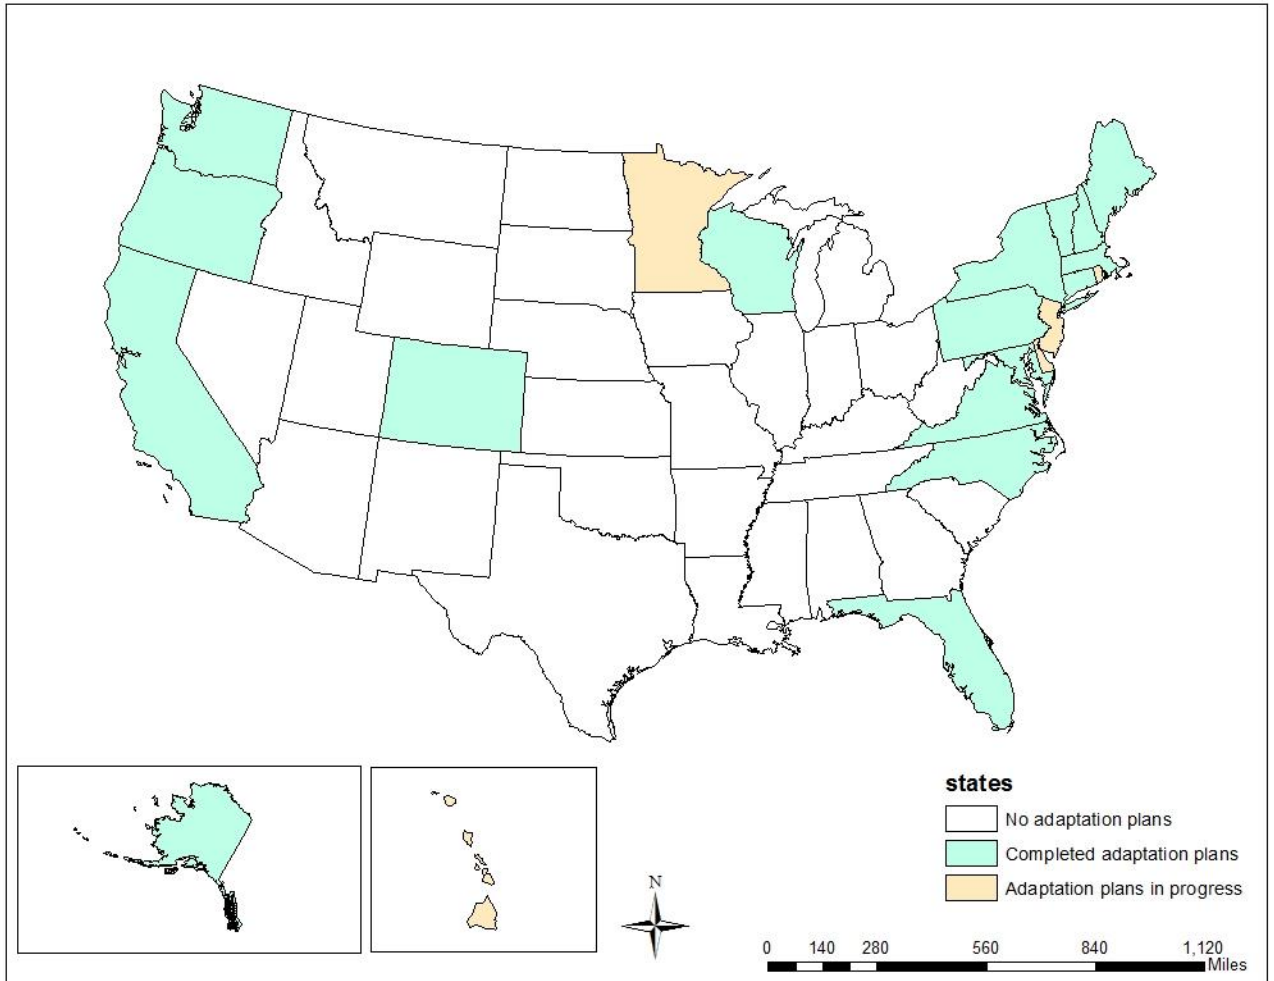 states
No adaptation plans
Completed adaptation plans
Adaptation plans in progress
N
0 140 280 560 840 1,120
Miles